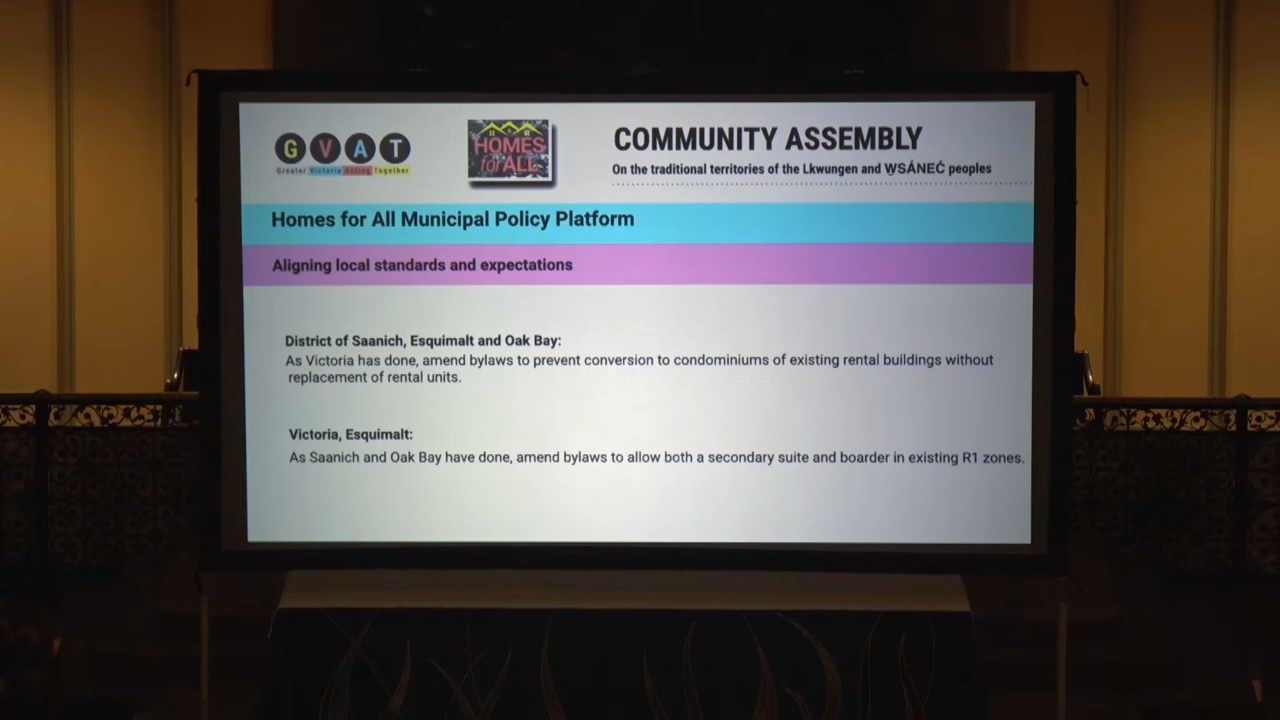 G V A T
Greater Victoria Acting Together
HOMES
for ALL
COMMUNITY ASSEMBLY
On the traditional territories of the Lkwungen and W̱SÁNEĆ peoples
Homes for All Municipal Policy Platform
Aligning local standards and expectations
District of Saanich, Esquimalt and Oak Bay:
As Victoria has done, amend bylaws to prevent conversion to condominiums of existing rental buildings without
replacement of rental units.
Victoria, Esquimalt:
As Saanich and Oak Bay have done, amend bylaws to allow both a secondary suite and boarder in existing R1 zones.